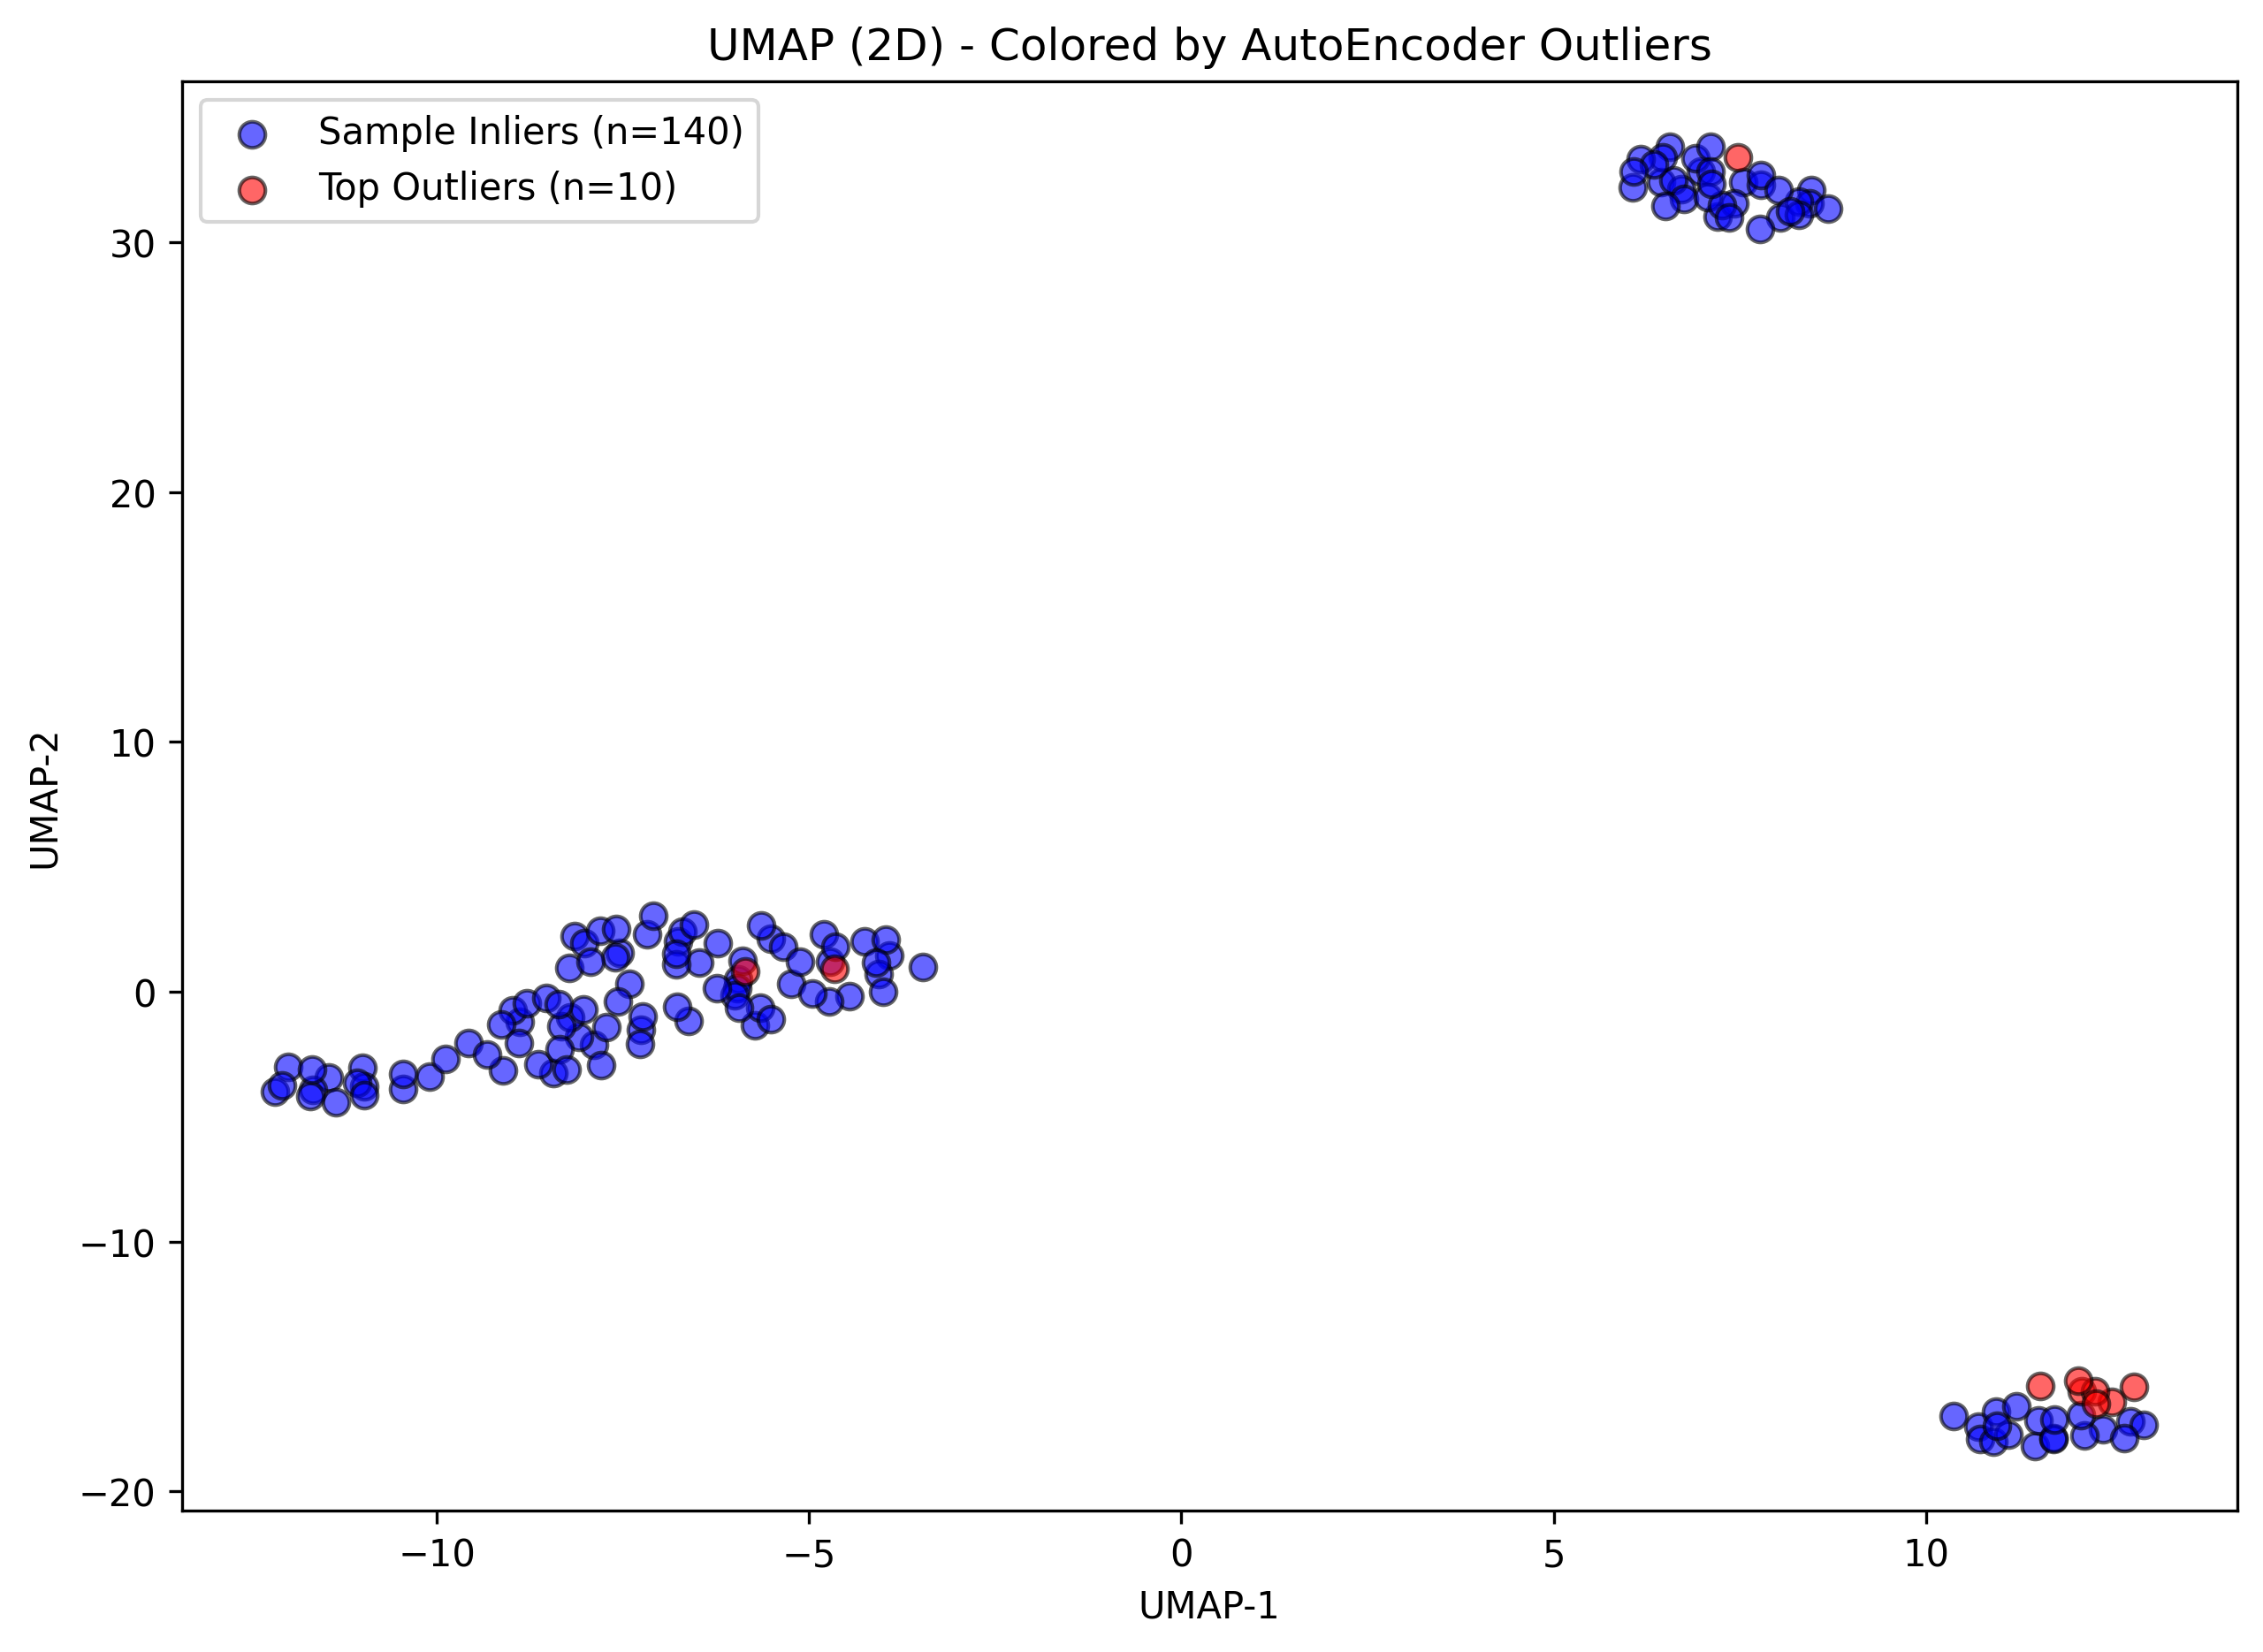 UMAP (2D) - Colored by AutoEncoder Outliers
Sample Inliers (n=140)
Top Outliers (n=10)
30
20
10
0
−10
−20
UMAP-2
−10
−5
0
5
10
UMAP-1